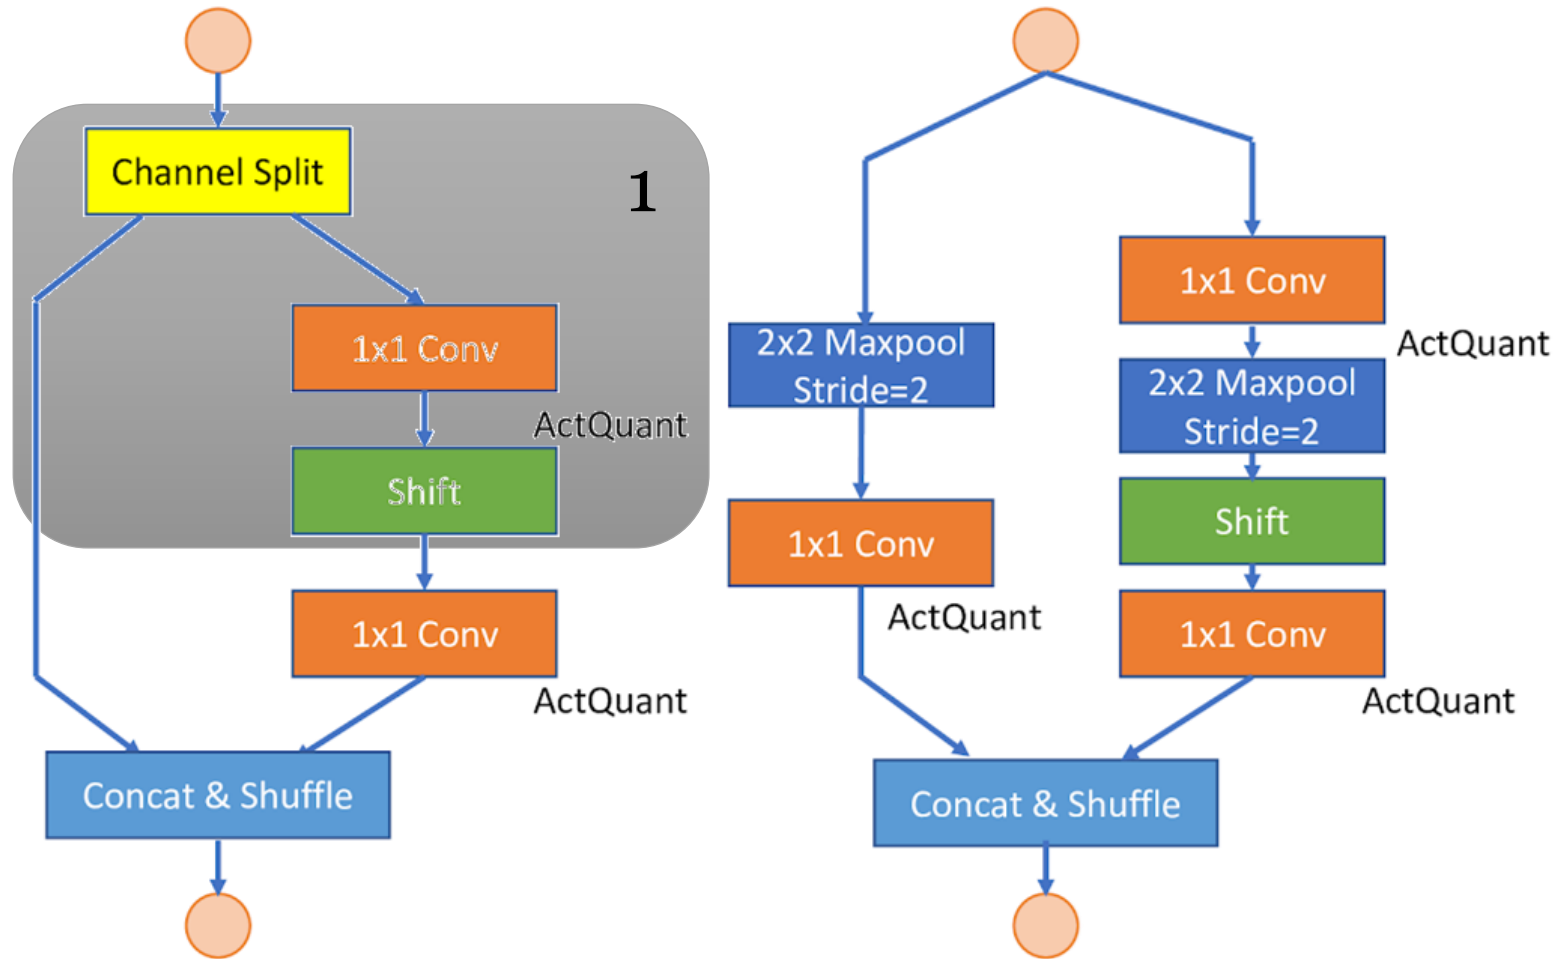 Channel Split
1
1x1 Conv
ActQuant
Shift
1x1 Conv
ActQuant
Concat & Shuffle
2x2 Maxpool
Stride=2
1x1 Conv
ActQuant
1x1 Conv
ActQuant
2x2 Maxpool
Stride=2
Shift
1x1 Conv
ActQuant
Concat & Shuffle